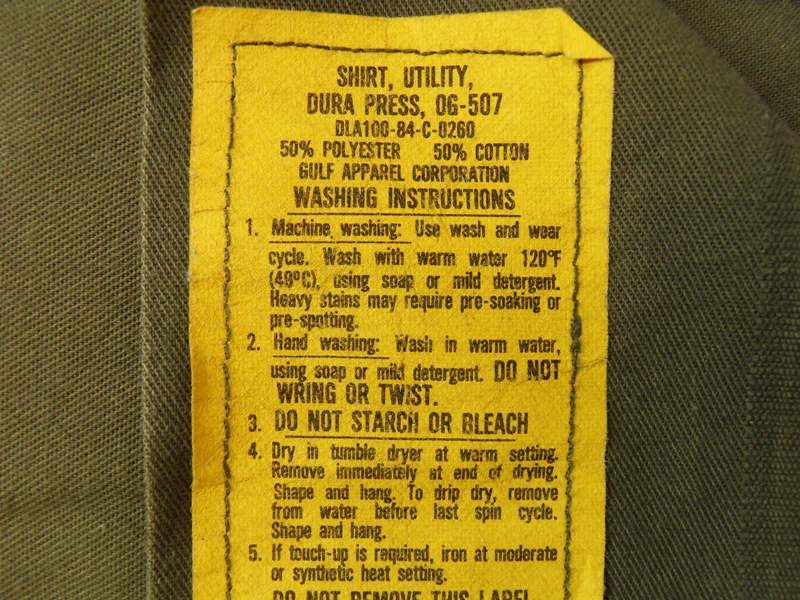 SHIRT, UTILITY,
DURA PRESS, OG-507
DLA100-84-C-0260
50% POLYESTER 50% COTTON
GULF APPAREL CORPORATION
WASHING INSTRUCTIONS
1. Machine washing: Use wash and wear
cycle. Wash with warm water 120°F
(49°C), using soap or mild detergent.
Heavy stains may require pre-soaking or
pre-spotting.
2. Hand washing: Wash in warm water,
using soap or mild detergent. DO NOT
WRING OR TWIST.
3. DO NOT STARCH OR BLEACH
4. Dry in tumble dryer at warm setting.
Remove immediately at end of drying.
Shape and hang. To drip dry, remove
from water before last spin cycle.
Shape and hang.
5. If touch-up is required, iron at moderate
or synthetic heat setting.
DO NOT REMOVE THIS LABEL